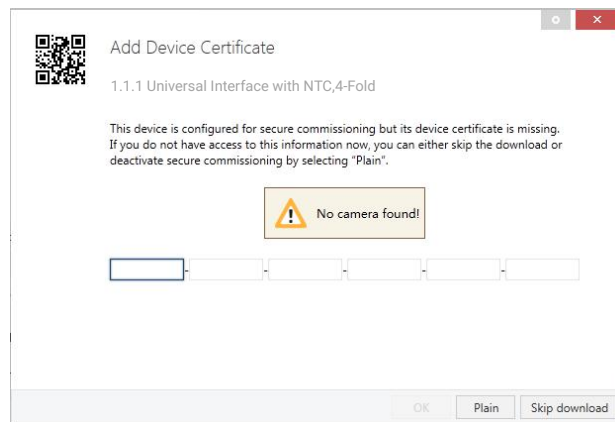 Add Device Certificate
1.1.1 Universal Interface with NTC,4-Fold
This device is configured for secure commissioning but its device certificate is missing.
If you do not have access to this information now, you can either skip the download or
deactivate secure commissioning by selecting "Plain".
No camera found!
- - - - -
OK Plain Skip download